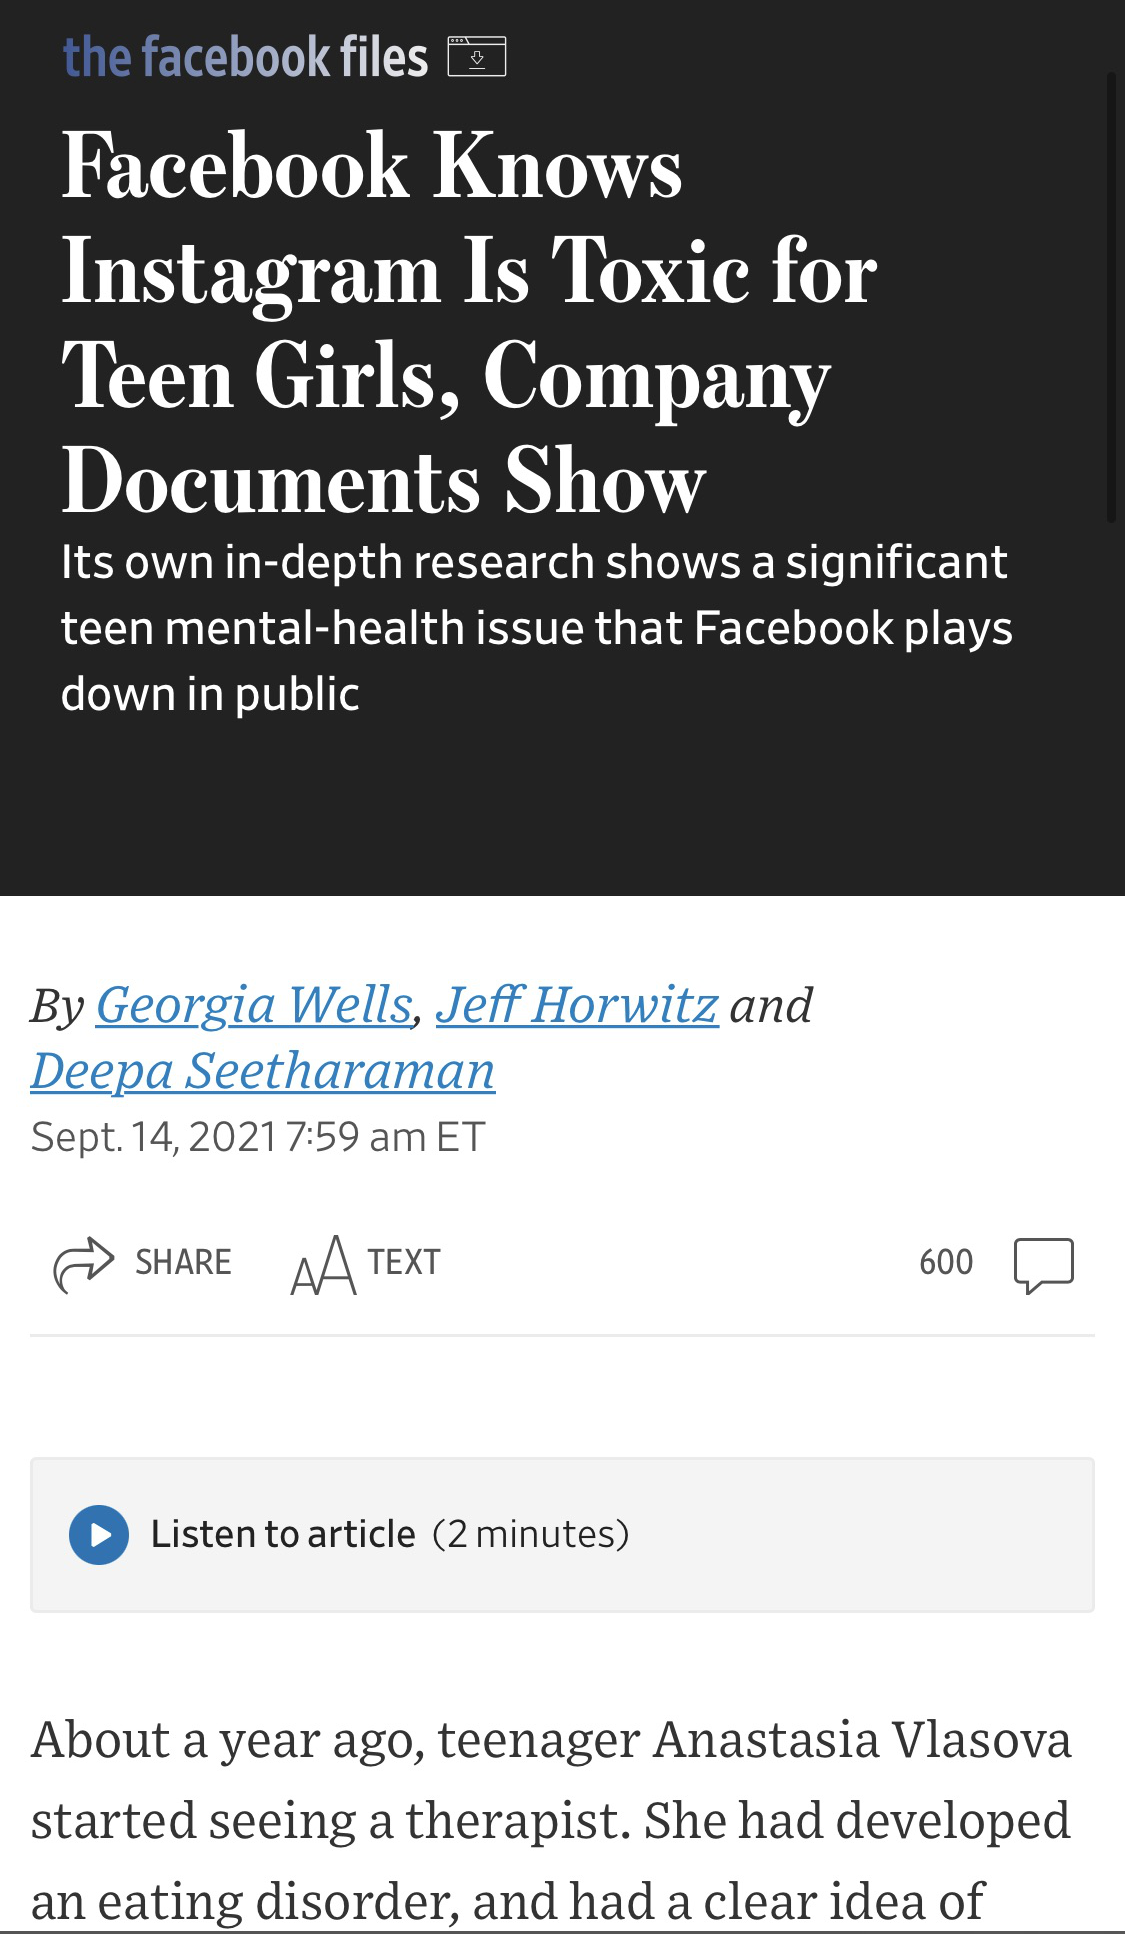 the facebook files
Facebook Knows
Instagram Is Toxic for
Teen Girls, Company
Documents Show
Its own in-depth research shows a significant
teen mental-health issue that Facebook plays
down in public
By Georgia Wells, Jeff Horwitz and
Deepa Seetharaman
Sept. 14, 2021 7:59 am ET
SHARE AA TEXT 600
Listen to article (2 minutes)
About a year ago, teenager Anastasia Vlasova
started seeing a therapist. She had developed
an eating disorder, and had a clear idea of